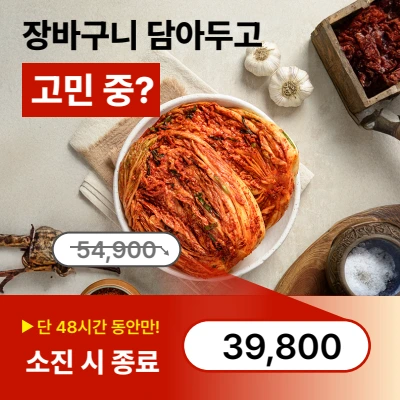 장바구니 담아두고
고민 중?
54,900
▶ 단 48시간 동안만!
소진 시 종료
39,800